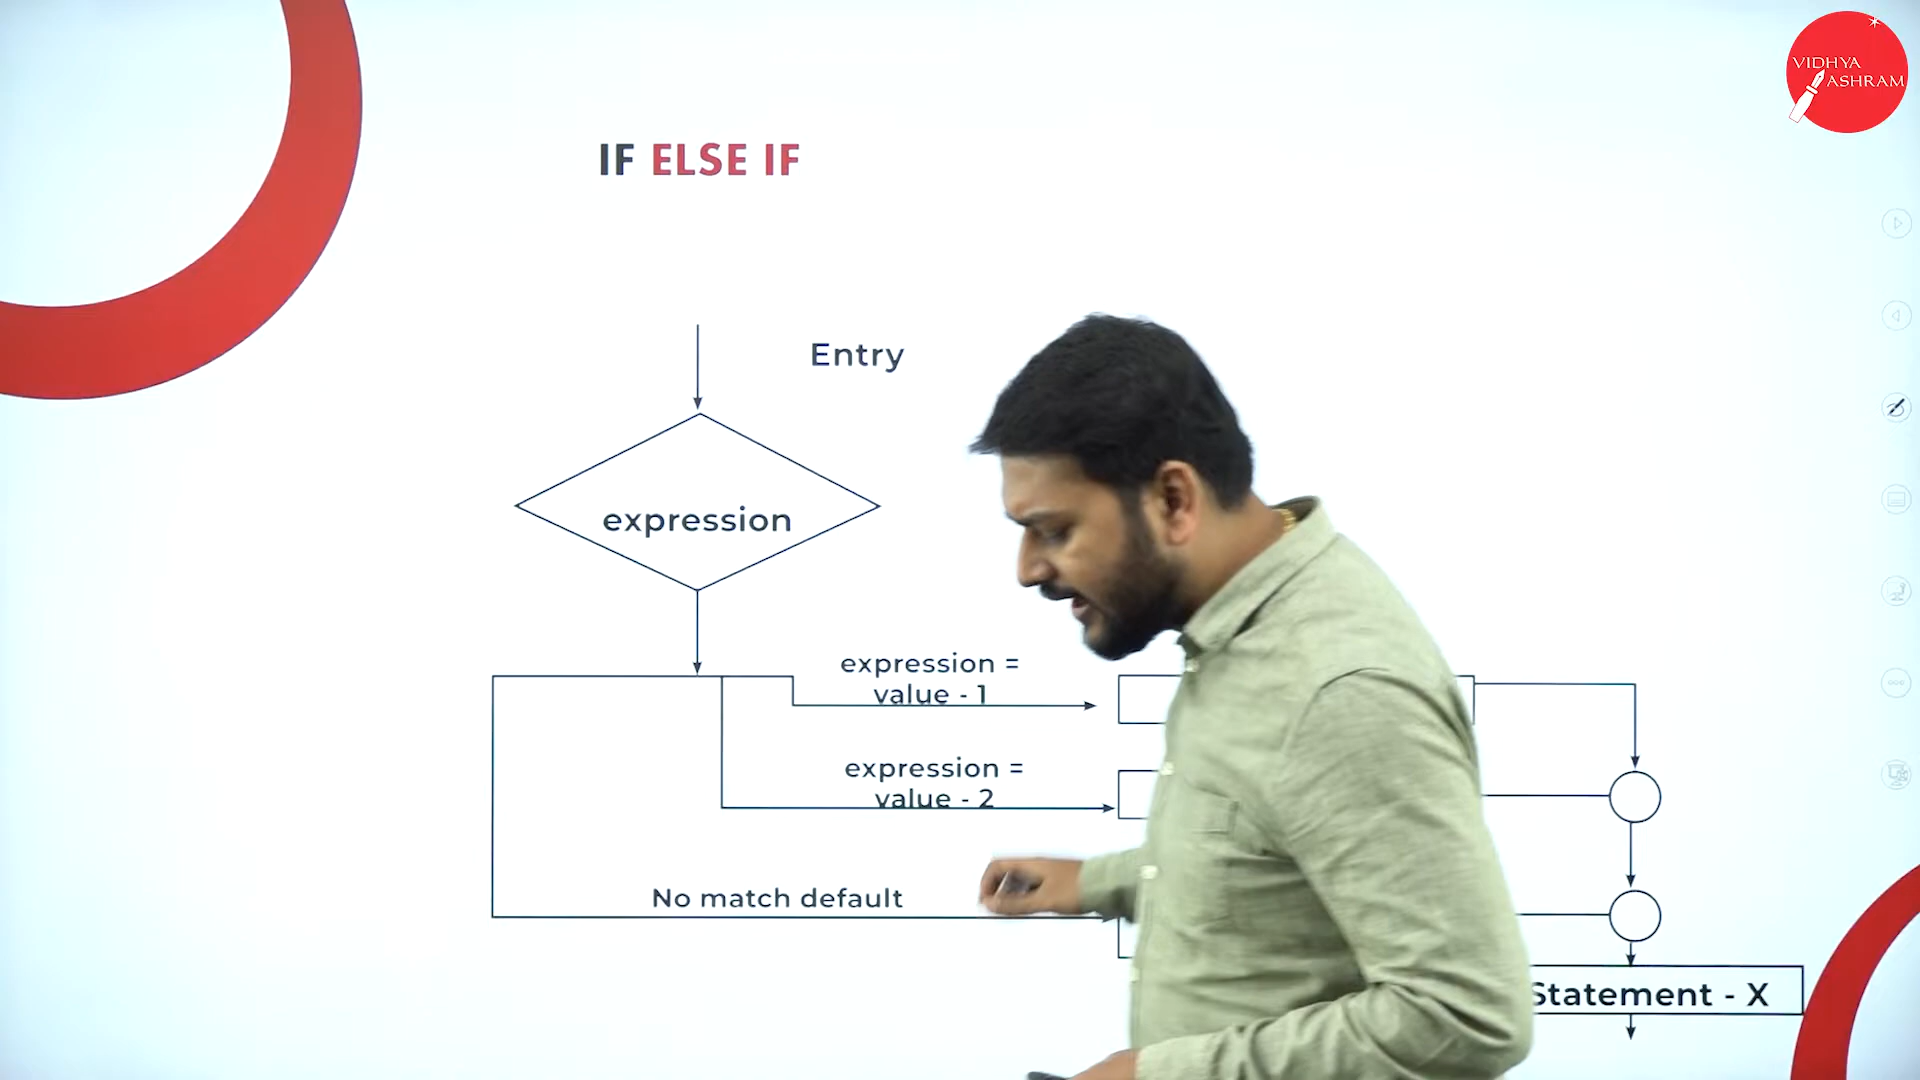 VIDHYA
ASHRAM
IF ELSE IF
Entry
expression
expression =
value - 1
expression =
value - 2
No match default
Statement - X